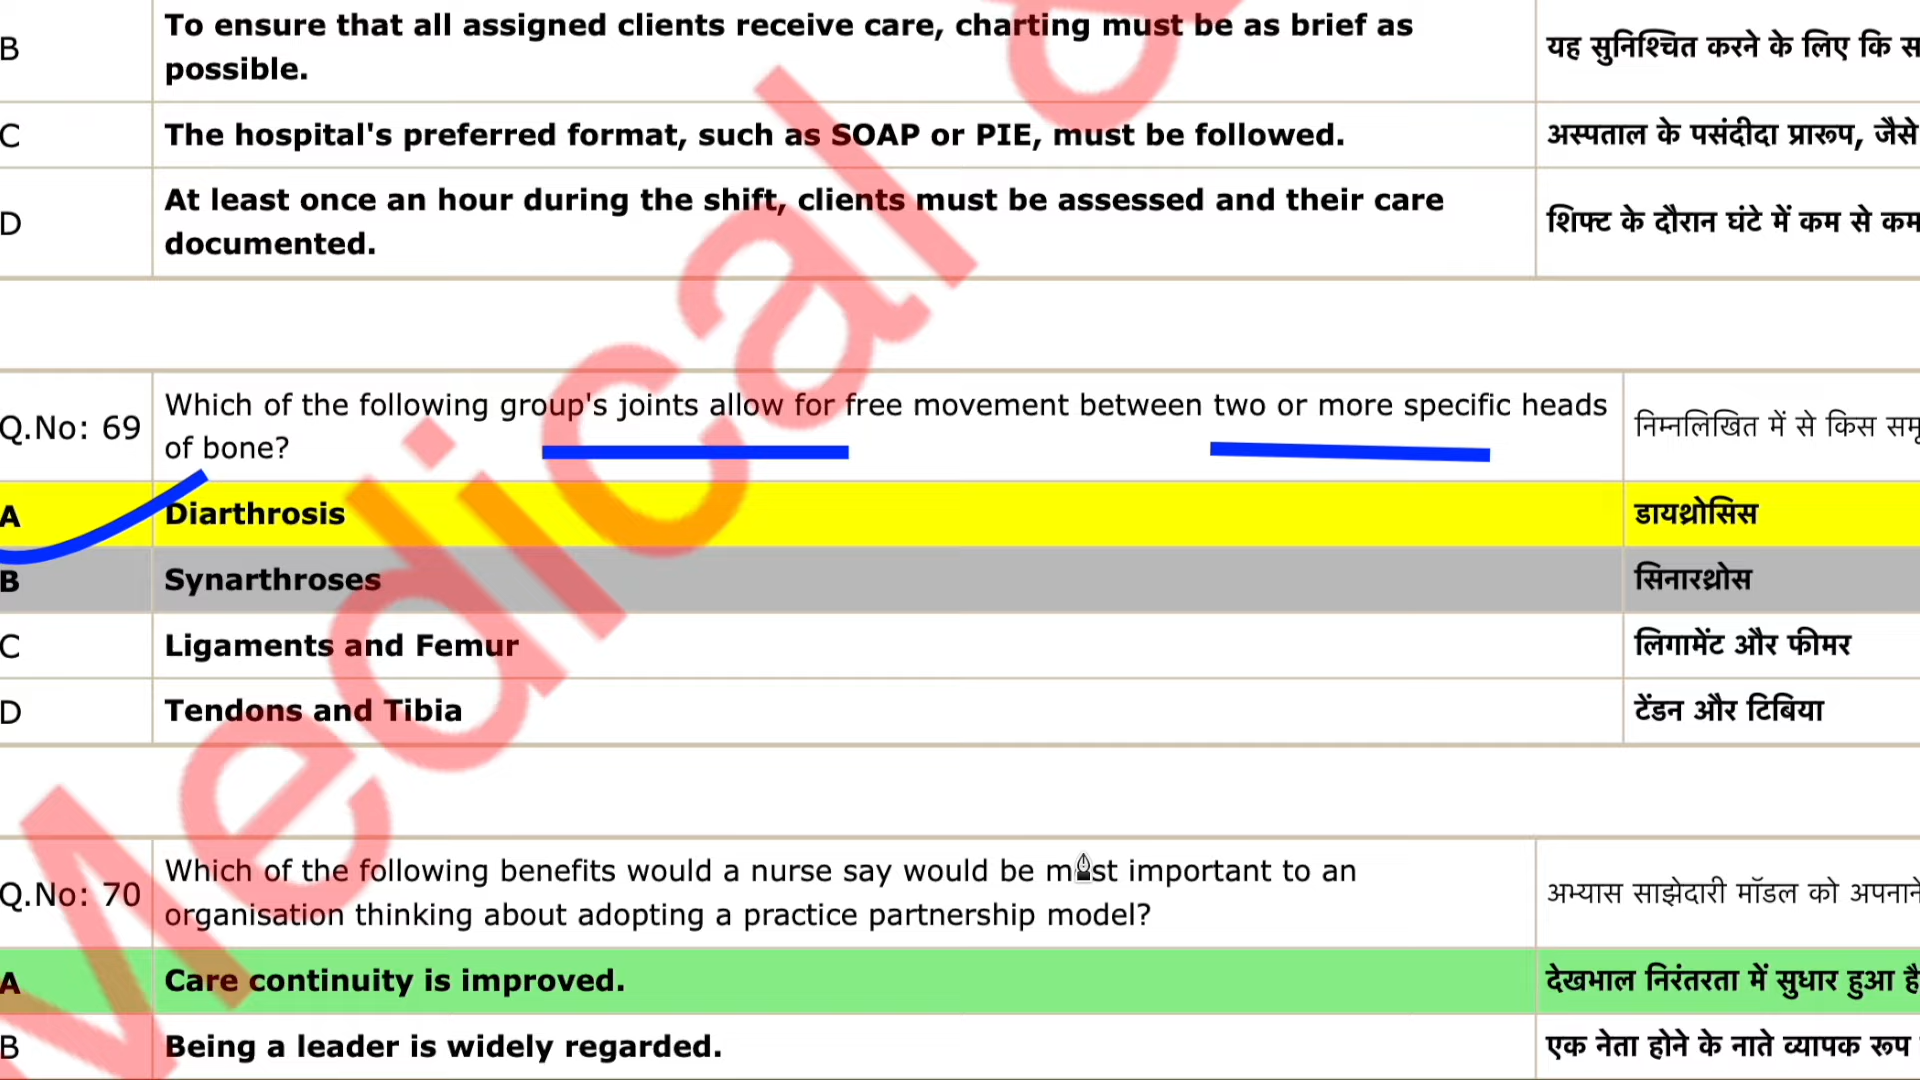 To ensure that all assigned clients receive care, charting must be as brief as
B
यह सुनिश्चित करने के लिए कि स
possible.
C The hospital's preferred format, such as SOAP or PIE, must be followed. अस्पताल के पसंदीदा प्रारूप, जैसे
At least once an hour during the shift, clients must be assessed and their care
D
शिफ्ट के दौरान घंटे में कम से कम
documented.
Which of the following group's joints allow for free movement between two or more specific heads
Q.No: 69
निम्नलिखित में से किस समू
of bone?
A Diarthrosis डायथ्रोसिस
B Synarthroses सिनारथ्रोस
C Ligaments and Femur लिगामेंट और फीमर
D Tendons and Tibia टेंडन और टिबिया
Which of the following benefits would a nurse say would be most important to an
Q.No: 70
अभ्यास साझेदारी मॉडल को अपनाने
organisation thinking about adopting a practice partnership model?
A Care continuity is improved. देखभाल निरंतरता में सुधार हुआ है
B Being a leader is widely regarded. एक नेता होने के नाते व्यापक रूप
Medical &